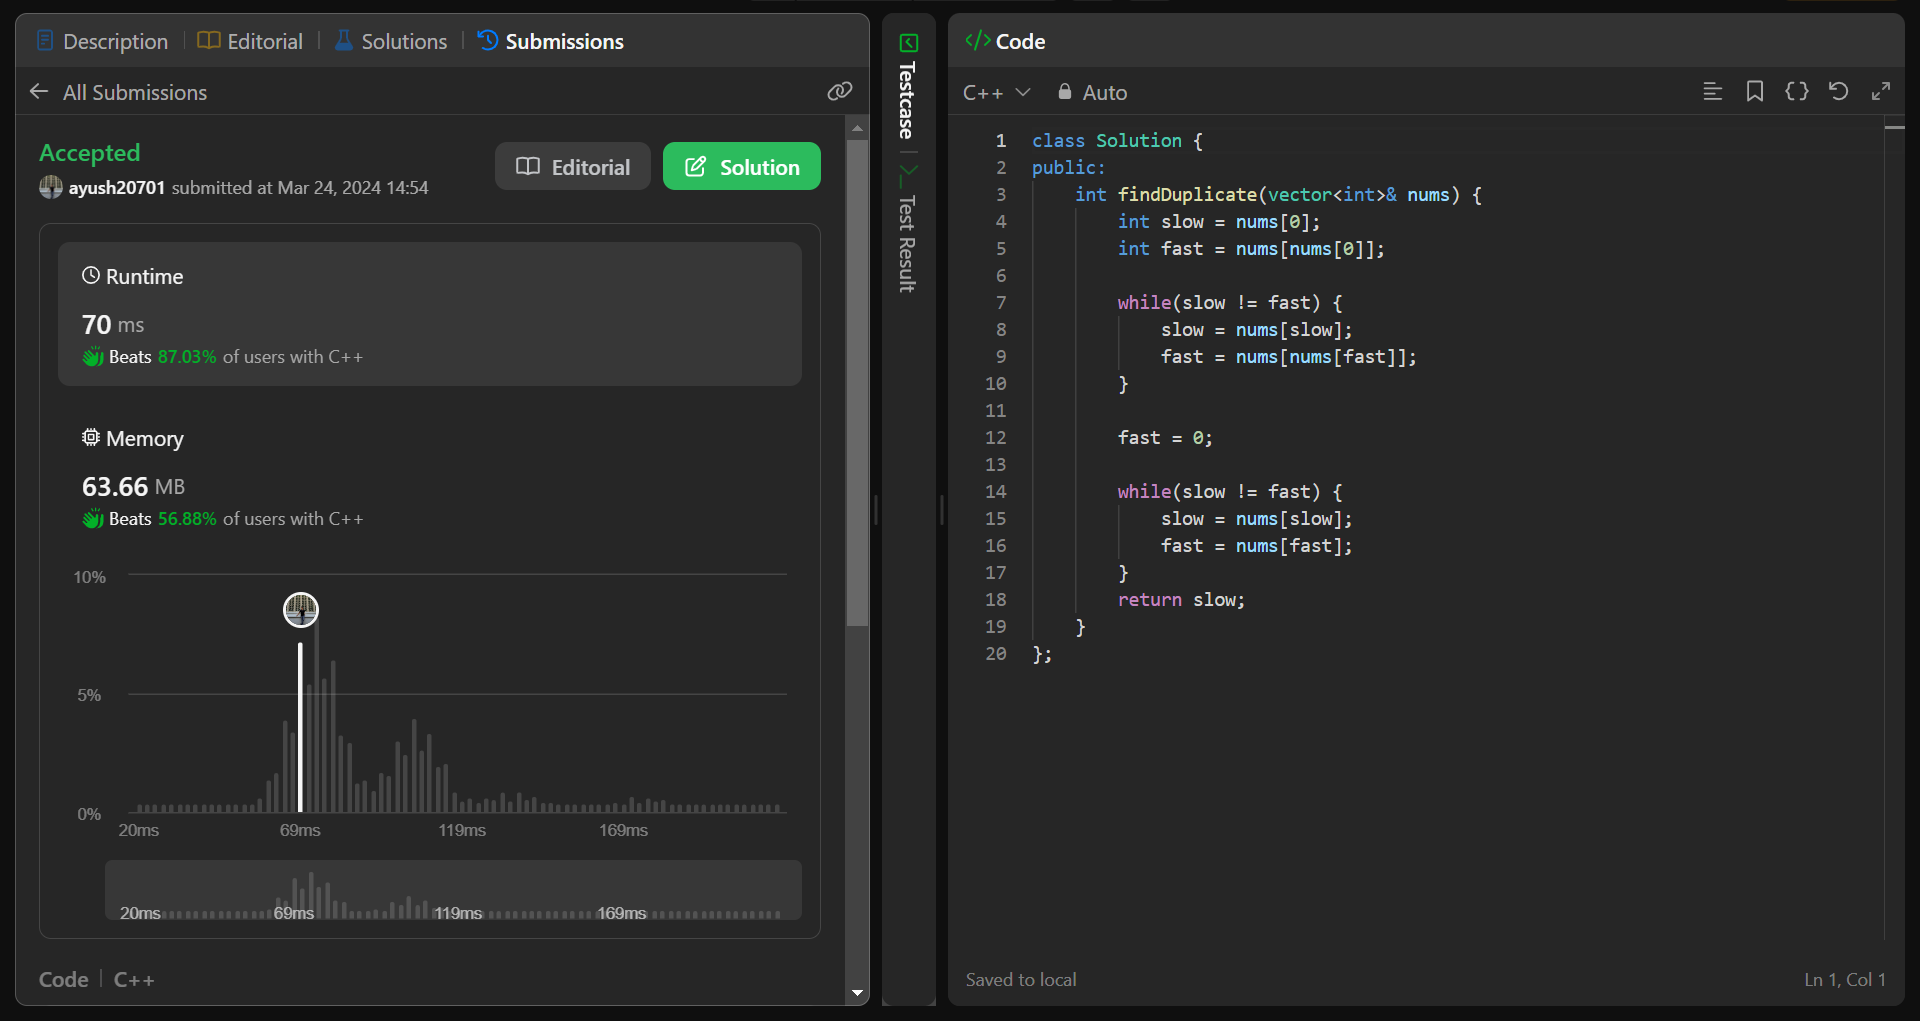 Description | Editorial | Solutions | Submissions
All Submissions
Accepted
ayush20701 submitted at Mar 24, 2024 14:54
Editorial
Solution
Runtime
70 ms
Beats 87.03% of users with C++
Memory
63.66 MB
Beats 56.88% of users with C++
10%
5%
0%
20ms 69ms 119ms 169ms
20ms 69ms 119ms 169ms
Code | C++
Testcase
Test Result
</> Code
C++ Auto
1 class Solution {
2 public:
3     int findDuplicate(vector<int>& nums) {
4         int slow = nums[0];
5         int fast = nums[nums[0]];
6
7         while(slow != fast) {
8             slow = nums[slow];
9             fast = nums[nums[fast]];
10         }
11
12         fast = 0;
13
14         while(slow != fast) {
15             slow = nums[slow];
16             fast = nums[fast];
17         }
18         return slow;
19     }
20 };
Saved to local
Ln 1, Col 1